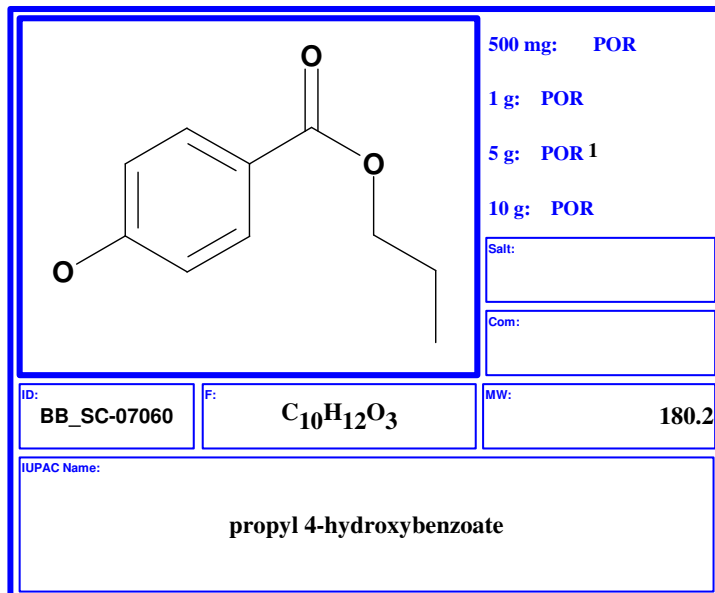 O
O
O
500 mg: POR
1 g: POR
5 g: POR 1
10 g: POR
Salt:
Com:
ID:
BB_SC-07060
F:
C10H12O3
MW:
180.2
IUPAC Name:
propyl 4-hydroxybenzoate